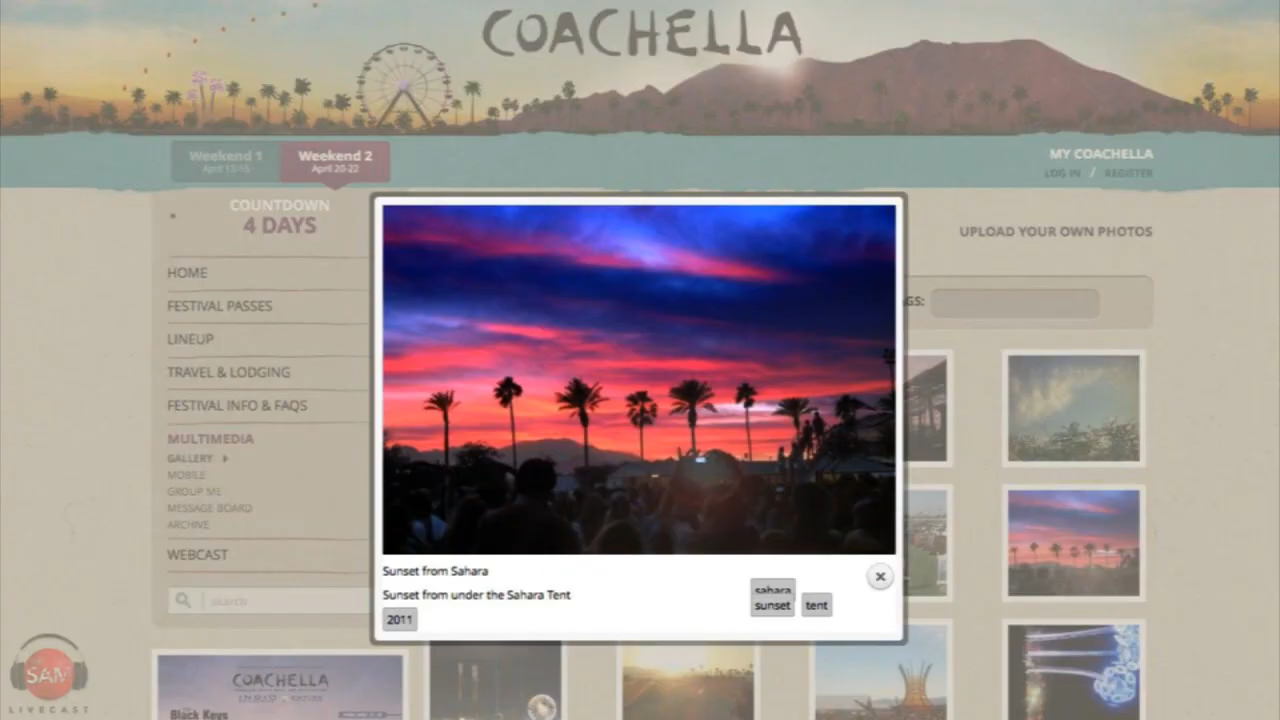 COACHELLA
Weekend 1
Weekend 2
April 13-15
April 20-22
MY COACHELLA
LOG IN / REGISTER
COUNTDOWN
4 DAYS
UPLOAD YOUR OWN PHOTOS
HOME
FESTIVAL PASSES
GS:
LINEUP
TRAVEL & LODGING
FESTIVAL INFO & FAQS
MULTIMEDIA
GALLERY
MOBILE
GROUP ME
MESSAGE BOARD
ARCHIVE
WEBCAST
search
Sunset from Sahara
Sunset from under the Sahara Tent
2011
sahara
sunset
tent
SAM
LIVECAST
COACHELLA
Black Keys